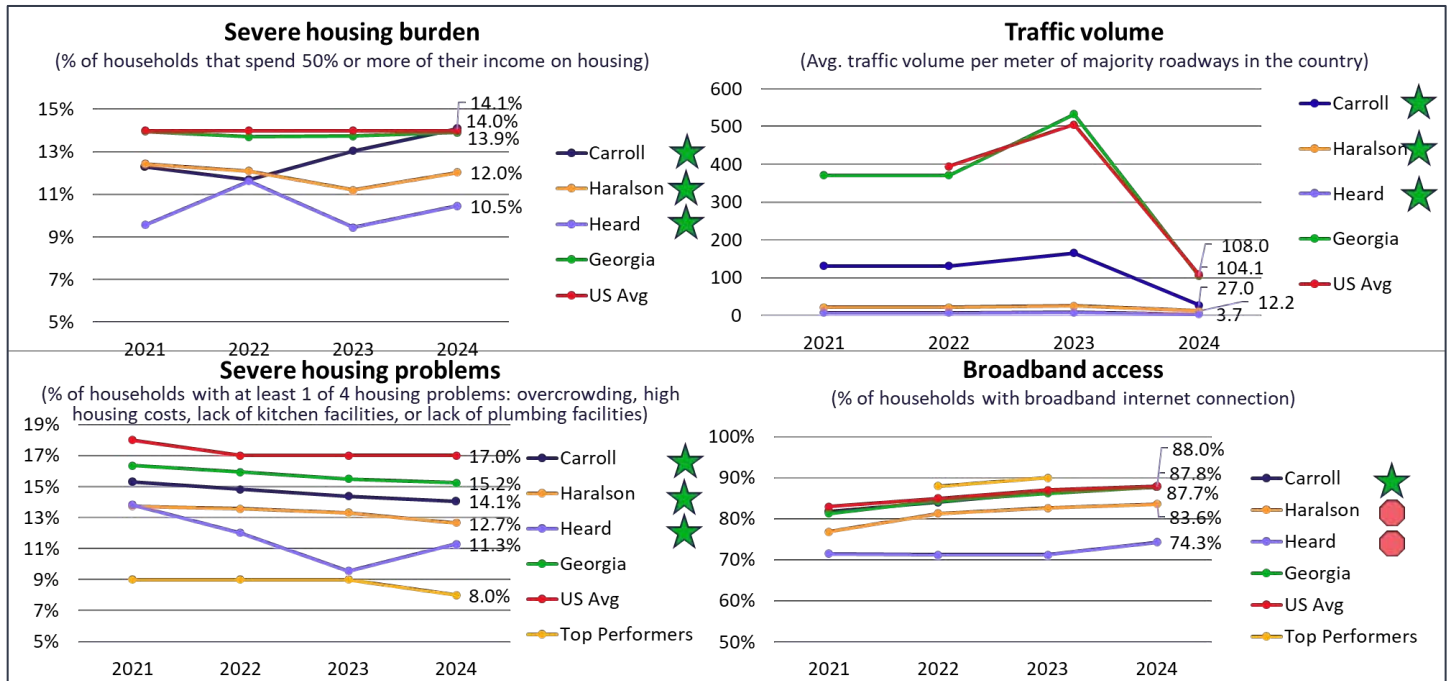 Severe housing burden
(% of households that spend 50% or more of their income on housing)
15%
13%
11%
9%
7%
5%
2021
2022
2023
2024
14.1%
14.0%
13.9%
12.0%
10.5%
Carroll
Haralson
Heard
Georgia
US Avg
Traffic volume
(Avg. traffic volume per meter of majority roadways in the country)
600
500
400
300
200
100
0
2021
2022
2023
2024
108.0
104.1
27.0
12.2
3.7
Carroll
Haralson
Heard
Georgia
US Avg
Severe housing problems
(% of households with at least 1 of 4 housing problems: overcrowding, high
housing costs, lack of kitchen facilities, or lack of plumbing facilities)
19%
17%
15%
13%
11%
9%
7%
5%
2021
2022
2023
2024
17.0%
15.2%
14.1%
12.7%
11.3%
8.0%
Carroll
Haralson
Heard
Georgia
US Avg
Top Performers
Broadband access
(% of households with broadband internet connection)
100%
90%
80%
70%
60%
50%
2021
2022
2023
2024
88.0%
87.8%
87.7%
83.6%
74.3%
Carroll
Haralson
Heard
Georgia
US Avg
Top Performers